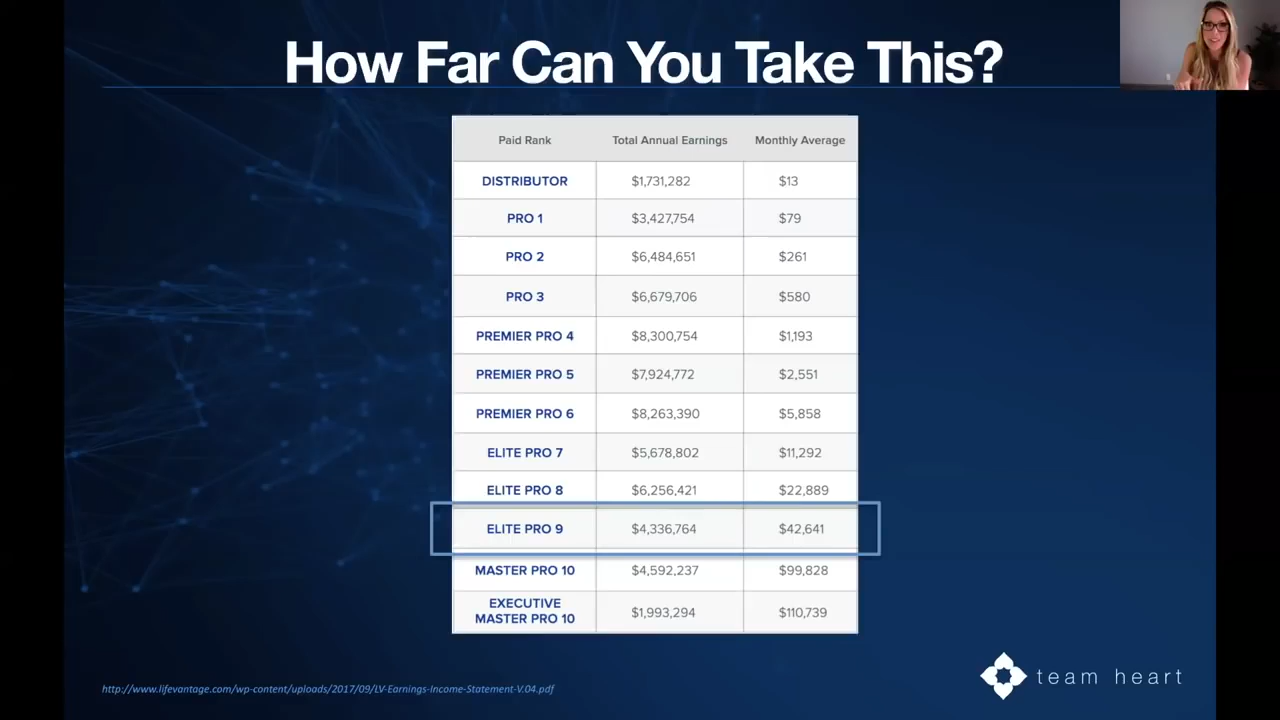 How Far Can You Take This?
Paid Rank Total Annual Earnings Monthly Average
DISTRIBUTOR $1,731,282 $13
PRO 1 $3,427,754 $79
PRO 2 $6,484,651 $261
PRO 3 $6,679,706 $580
PREMIER PRO 4 $8,300,754 $1,193
PREMIER PRO 5 $7,924,772 $2,551
PREMIER PRO 6 $8,263,390 $5,858
ELITE PRO 7 $5,678,802 $11,292
ELITE PRO 8 $6,256,421 $22,889
ELITE PRO 9 $4,336,764 $42,641
MASTER PRO 10 $4,592,237 $99,828
EXECUTIVE
MASTER PRO 10 $1,993,294 $110,739
http://www.lifevantage.com/wp-content/uploads/2017/09/LV-Earnings-Income-Statement-V.04.pdf
team heart